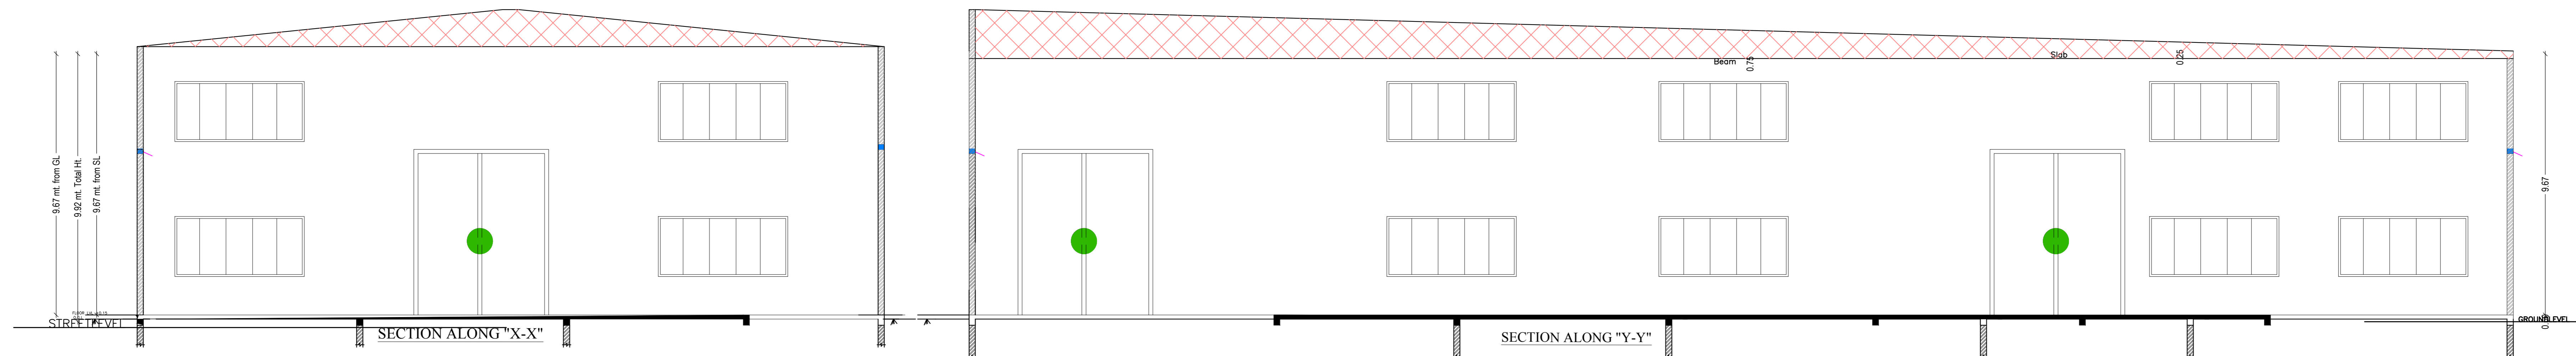 9.67 mt. from GL
9.92 mt. Total Ht.
9.67 mt. from SL
STREET LEVEL
SECTION ALONG "X-X"
Beam
0.75
Slab
0.25
SECTION ALONG "Y-Y"
9.67
GROUND LEVEL